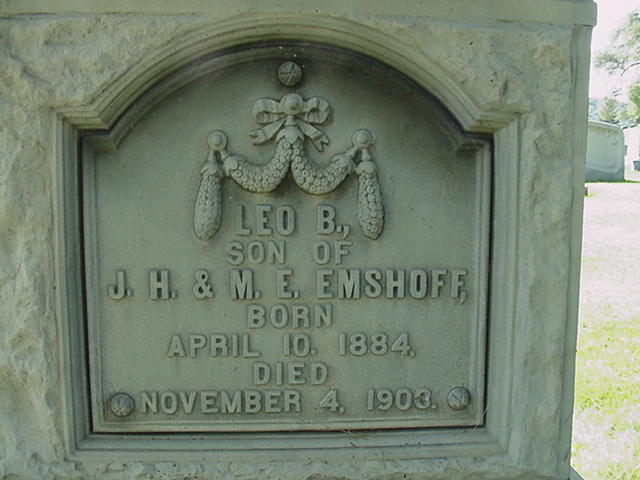 LEO B.,
SON OF
J. H. & M. E. EMSHOFF,
BORN
APRIL 10. 1884,
DIED
NOVEMBER 4, 1903.